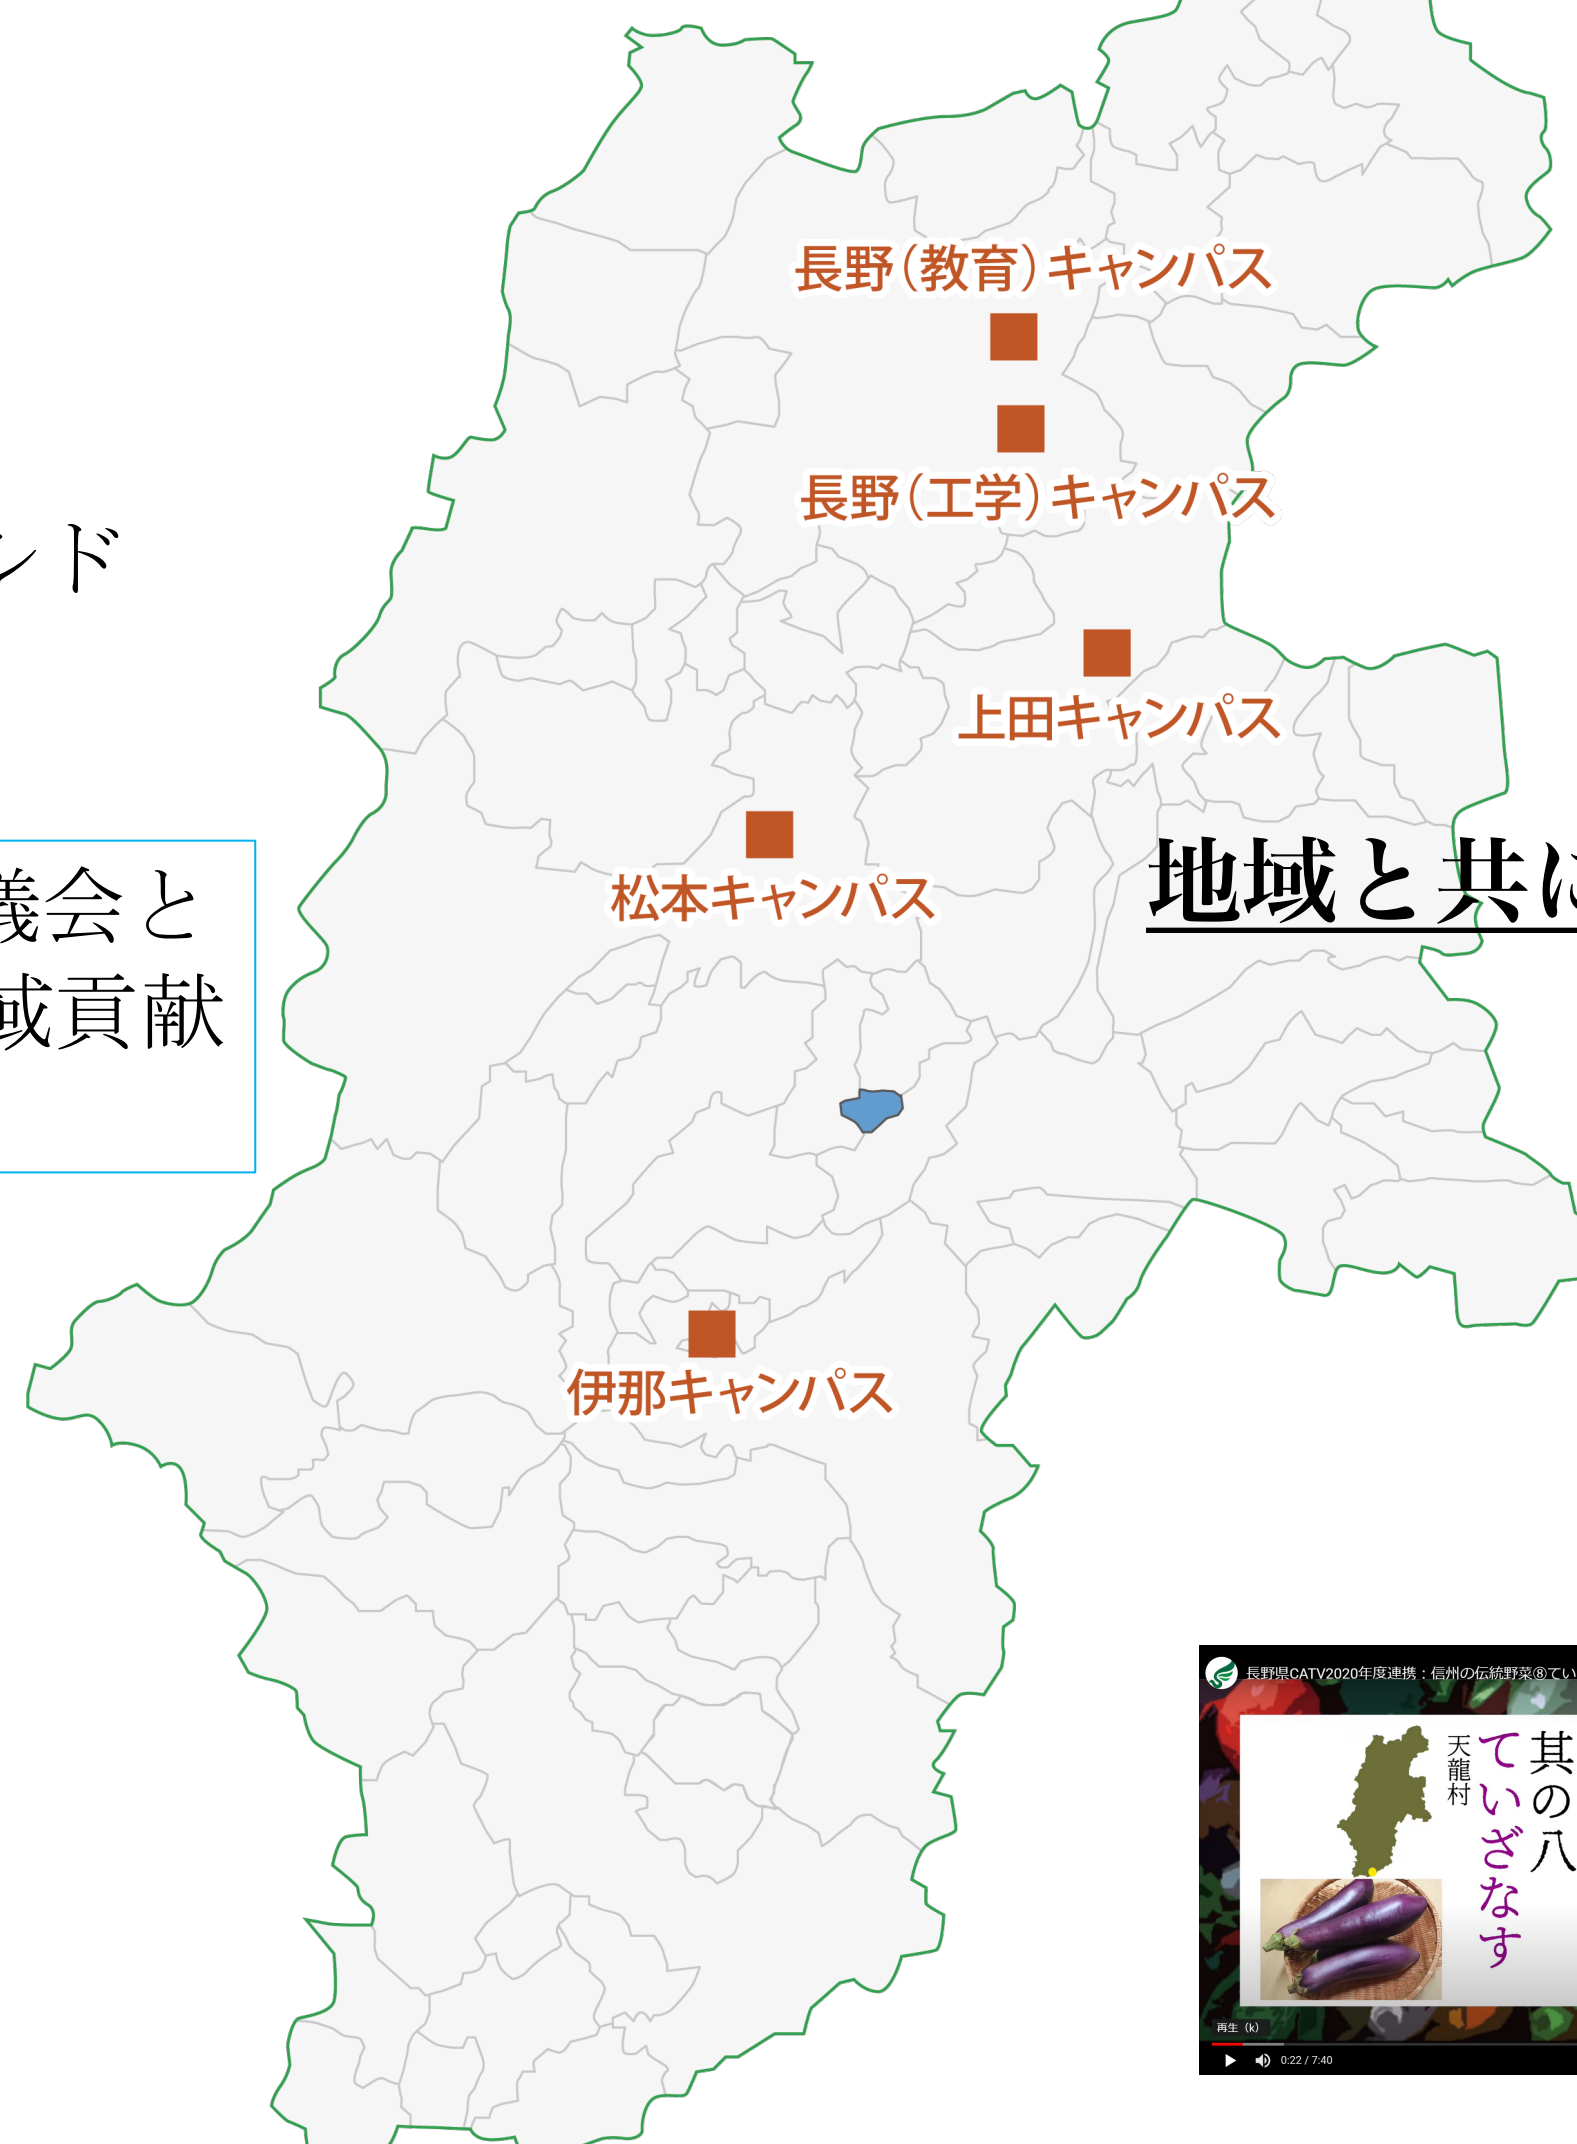 長野（教育）キャンパス
長野（工学）キャンパス
ンド
上田キャンパス
議会と
域貢献
松本キャンパス
地域と共に
伊那キャンパス
長野県CATV2020年度連携：信州の伝統野菜⑧てい
其の八
ていざなす
天龍村
再生（k）
0:22 / 7:40